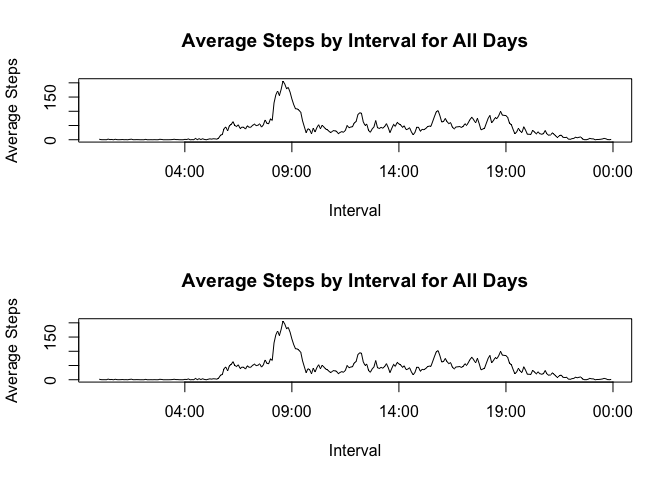 Average Steps by Interval for All Days
Average Steps
150
0
04:00 09:00 14:00 19:00 00:00
Interval
Average Steps by Interval for All Days
Average Steps
150
0
04:00 09:00 14:00 19:00 00:00
Interval